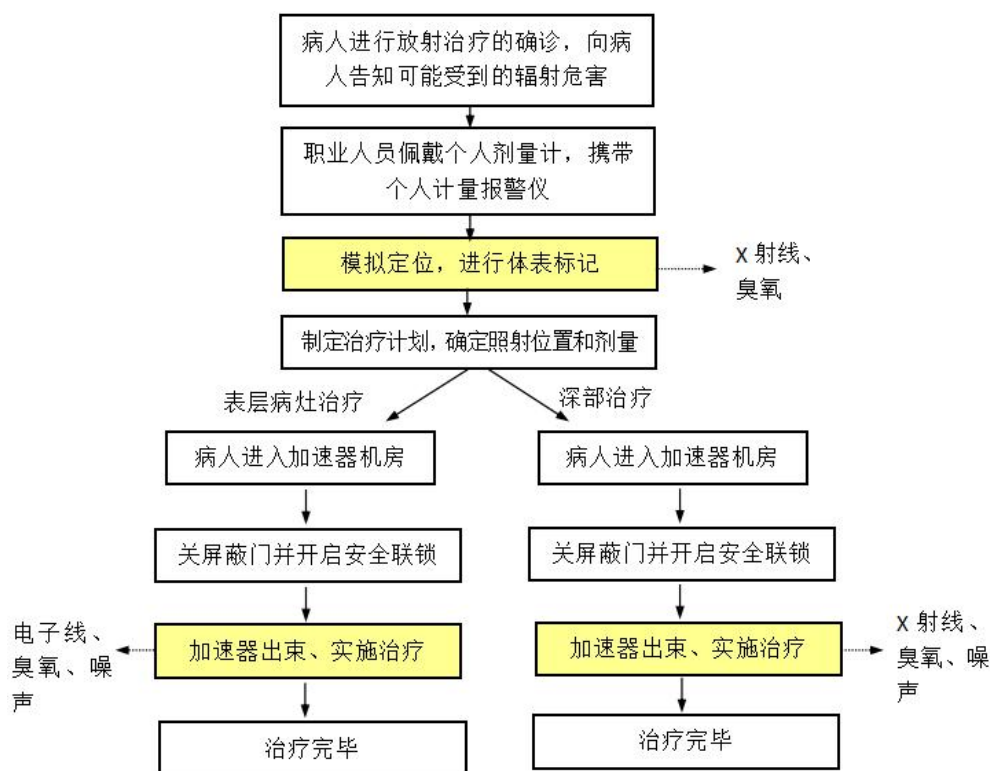 病人进行放射治疗的确诊，向病
人告知可能受到的辐射危害
职业人员佩戴个人剂量计，携带
个人计量报警仪
模拟定位，进行体表标记
X 射线、
臭氧
制定治疗计划，确定照射位置和剂量
表层病灶治疗
深部治疗
病人进入加速器机房
病人进入加速器机房
关屏蔽门并开启安全联锁
关屏蔽门并开启安全联锁
电子线、
臭氧、噪
声
加速器出束、实施治疗
加速器出束、实施治疗
X 射线、
臭氧、噪
声
治疗完毕
治疗完毕